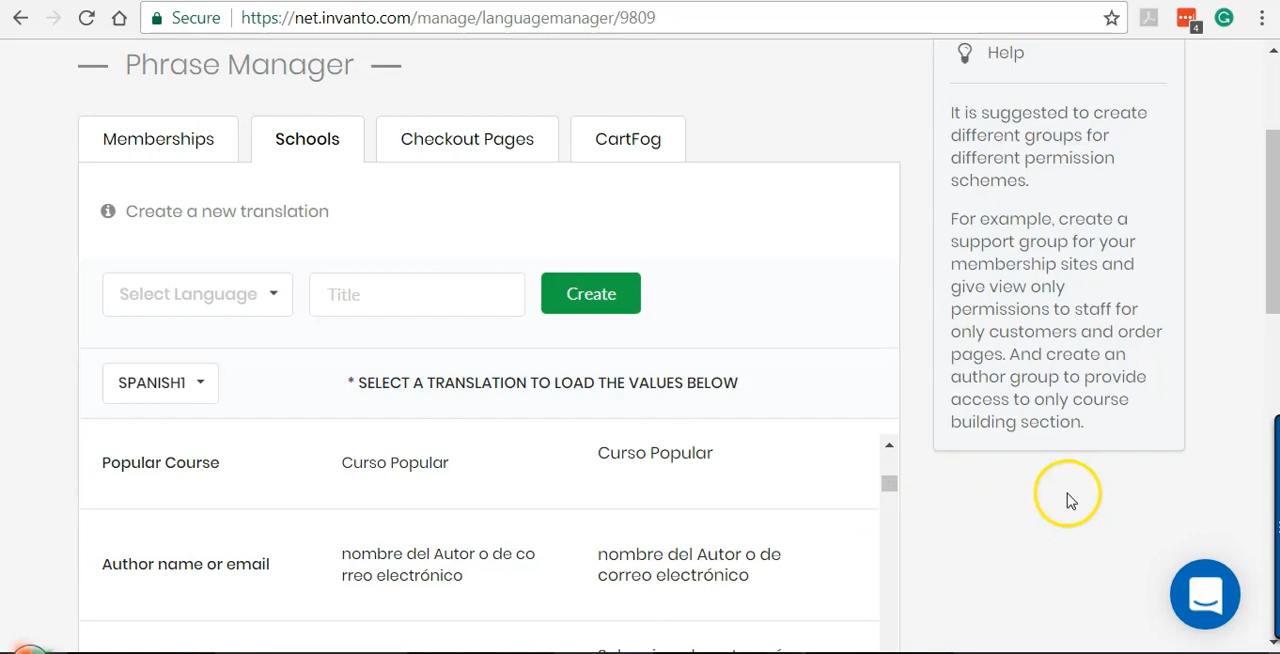 Secure
https://net.invanto.com/manage/languagemanager/9809
4
Phrase Manager
Memberships
Schools
Checkout Pages
CartFog
Create a new translation
Select Language
Title
Create
SPANISH1
* SELECT A TRANSLATION TO LOAD THE VALUES BELOW
Popular Course
Curso Popular
Curso Popular
Author name or email
nombre del Autor o de co
rreo electrónico
nombre del Autor o de
correo electrónico
Help
It is suggested to create
different groups for
different permission
schemes.
For example, create a
support group for your
membership sites and
give view only
permissions to staff for
only customers and order
pages. And create an
author group to provide
access to only course
building section.